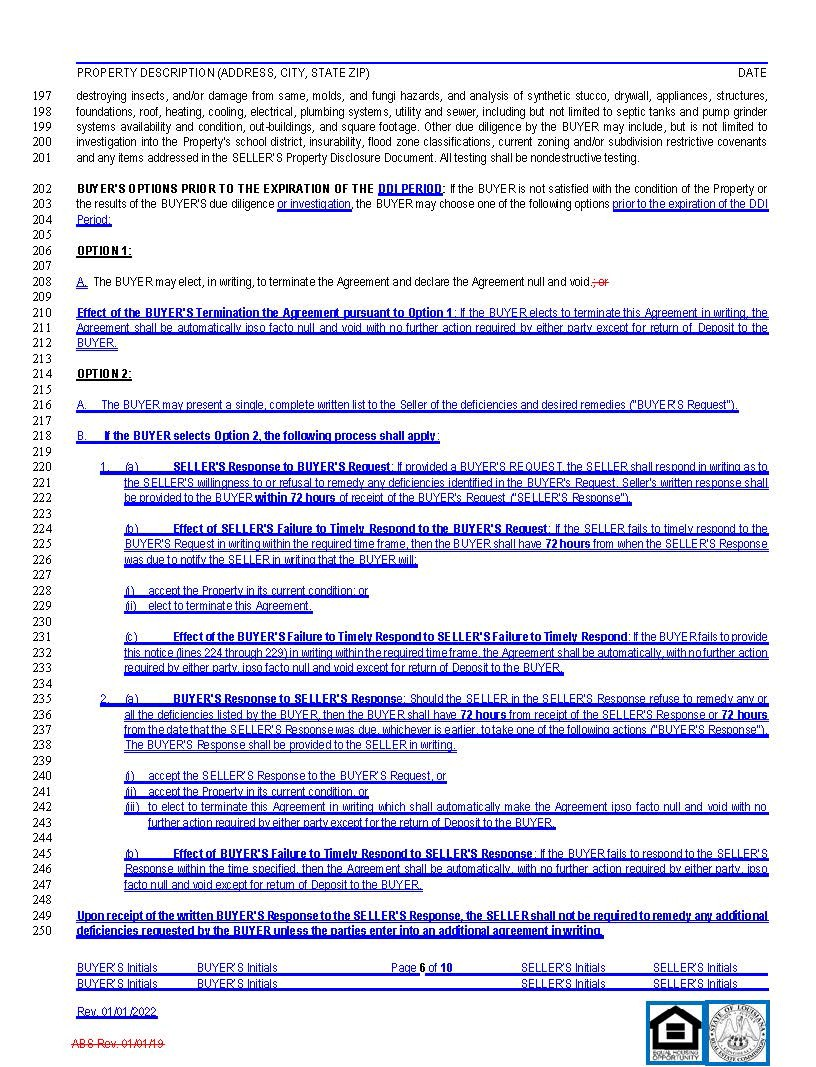 PROPERTY DESCRIPTION (ADDRESS, CITY, STATE ZIP) DATE
197 destroying insects, and/or damage from same, molds, and fungi hazards, and analysis of synthetic stucco, drywall, appliances, structures,
198 foundations, roof, heating, cooling, electrical, plumbing systems, utility and sewer, including but not limited to septic tanks and pump grinder
199 systems availability and condition, out-buildings, and square footage. Other due diligence by the BUYER may include, but is not limited to
200 investigation into the Property's school district, insurability, flood zone classifications, current zoning and/or subdivision restrictive covenants
201 and any items addressed in the SELLER'S Property Disclosure Document. All testing shall be nondestructive testing.
202 BUYER'S OPTIONS PRIOR TO THE EXPIRATION OF THE DDI PERIOD: If the BUYER is not satisfied with the condition of the Property or
203 the results of the BUYER'S due diligence or investigation, the BUYER may choose one of the following options prior to the expiration of the DDI
204 Period:
205
206 OPTION 1:
207
208 A. The BUYER may elect, in writing, to terminate the Agreement and declare the Agreement null and void.; or
209
210 Effect of the BUYER'S Termination the Agreement pursuant to Option 1: If the BUYER elects to terminate this Agreement in writing, the
211 Agreement shall be automatically ipso facto null and void with no further action required by either party except for return of Deposit to the
212 BUYER.
213
214 OPTION 2:
215
216 A. The BUYER may present a single, complete written list to the Seller of the deficiencies and desired remedies ("BUYER'S Request").
217
218 B. If the BUYER selects Option 2, the following process shall apply:
219
220 1. (a) SELLER'S Response to BUYER'S Request: If provided a BUYER'S REQUEST, the SELLER shall respond in writing as to
221 the SELLER'S willingness to or refusal to remedy any deficiencies identified in the BUYER'S Request. Seller's written response shall
222 be provided to the BUYER within 72 hours of receipt of the BUYER's Request ("SELLER'S Response").
223
224 (b) Effect of SELLER'S Failure to Timely Respond to the BUYER'S Request: If the SELLER fails to timely respond to the
225 BUYER'S Request in writing within the required time frame, then the BUYER shall have 72 hours from when the SELLER'S Response
226 was due to notify the SELLER in writing that the BUYER will:
227
228 (i) accept the Property in its current condition; or
229 (ii) elect to terminate this Agreement.
230
231 (c) Effect of the BUYER'S Failure to Timely Respond to SELLER'S Failure to Timely Respond: If the BUYER fails to provide
232 this notice (lines 224 through 229) in writing within the required time frame, the Agreement shall be automatically, with no further action
233 required by either party, ipso facto null and void except for return of Deposit to the BUYER.
234
235 2. (a) BUYER'S Response to SELLER'S Response: Should the SELLER in the SELLER'S Response refuse to remedy any or
236 all the deficiencies listed by the BUYER, then the BUYER shall have 72 hours from receipt of the SELLER'S Response or 72 hours
237 from the date that the SELLER'S Response was due, whichever is earlier, to take one of the following actions ("BUYER'S Response").
238 The BUYER'S Response shall be provided to the SELLER in writing.
239
240 (i) accept the SELLER'S Response to the BUYER'S Request, or
241 (ii) accept the Property in its current condition, or
242 (iii) to elect to terminate this Agreement in writing which shall automatically make the Agreement ipso facto null and void with no
243 further action required by either party except for the return of Deposit to the BUYER.
244
245 (b) Effect of BUYER'S Failure to Timely Respond to SELLER'S Response: If the BUYER fails to respond to the SELLER'S
246 Response within the time specified, then the Agreement shall be automatically, with no further action required by either party, ipso
247 facto null and void except for return of Deposit to the BUYER.
248
249 Upon receipt of the written BUYER'S Response to the SELLER'S Response, the SELLER shall not be required to remedy any additional
250 deficiencies requested by the BUYER unless the parties enter into an additional agreement in writing.
BUYER'S Initials BUYER'S Initials Page 6 of 10 SELLER'S Initials SELLER'S Initials
BUYER'S Initials BUYER'S Initials SELLER'S Initials SELLER'S Initials
Rev. 01/01/2022
ABS Rev. 01/01/19
EQUAL HOUSING
OPPORTUNITY
STATE OF LOUISIANA